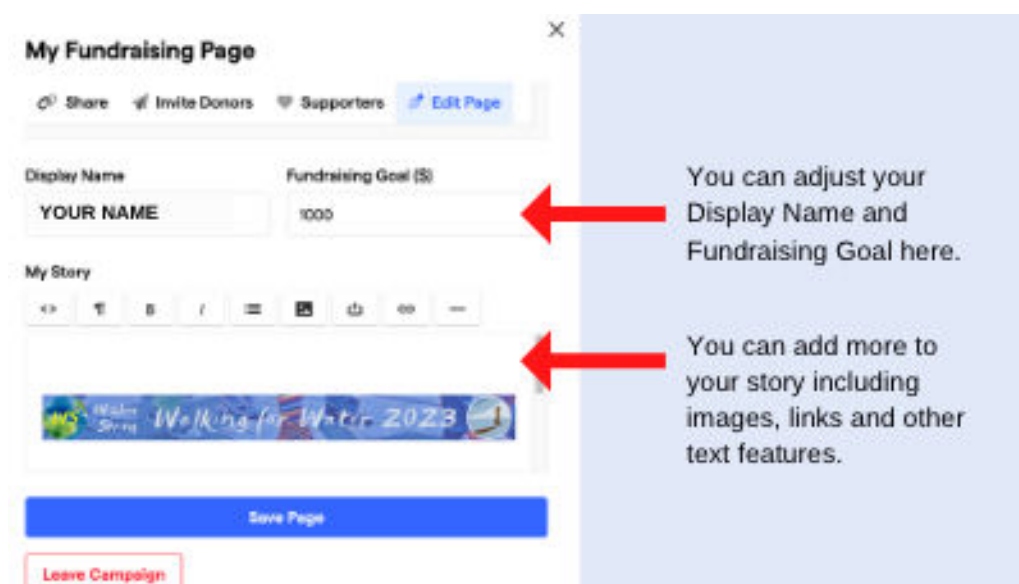 My Fundraising Page
Share Invite Donors Supporters Edit Page
Display Name Fundraising Goal ($)
YOUR NAME 1000
You can adjust your
Display Name and
Fundraising Goal here.
My Story
B I
You can add more to
your story including
images, links and other
text features.
Walking for Water 2023
Save Page
Leave Campaign